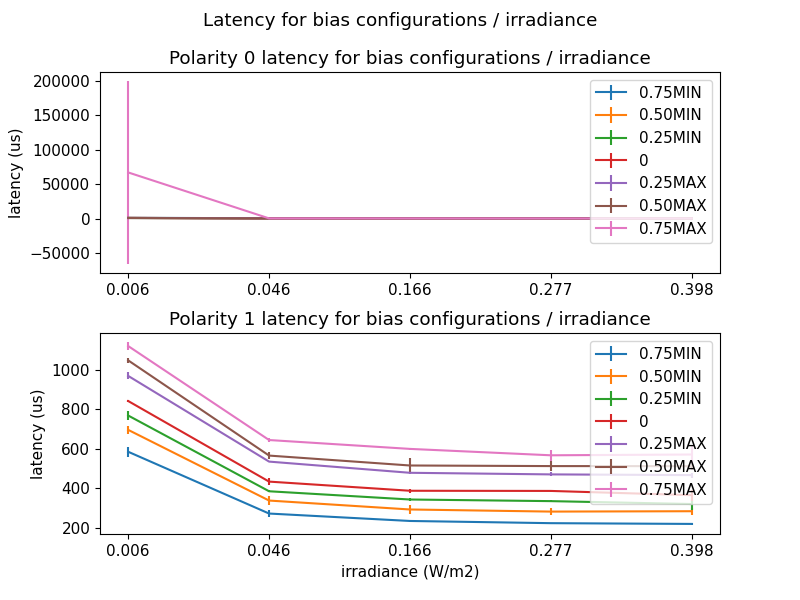 Latency for bias configurations / irradiance
Polarity 0 latency for bias configurations / irradiance
latency (us)
200000
150000
100000
50000
0
−50000
0.75MIN
0.50MIN
0.25MIN
0
0.25MAX
0.50MAX
0.75MAX
0.006 0.046 0.166 0.277 0.398
Polarity 1 latency for bias configurations / irradiance
latency (us)
1000
800
600
400
200
0.75MIN
0.50MIN
0.25MIN
0
0.25MAX
0.50MAX
0.75MAX
0.006 0.046 0.166 0.277 0.398
irradiance (W/m2)